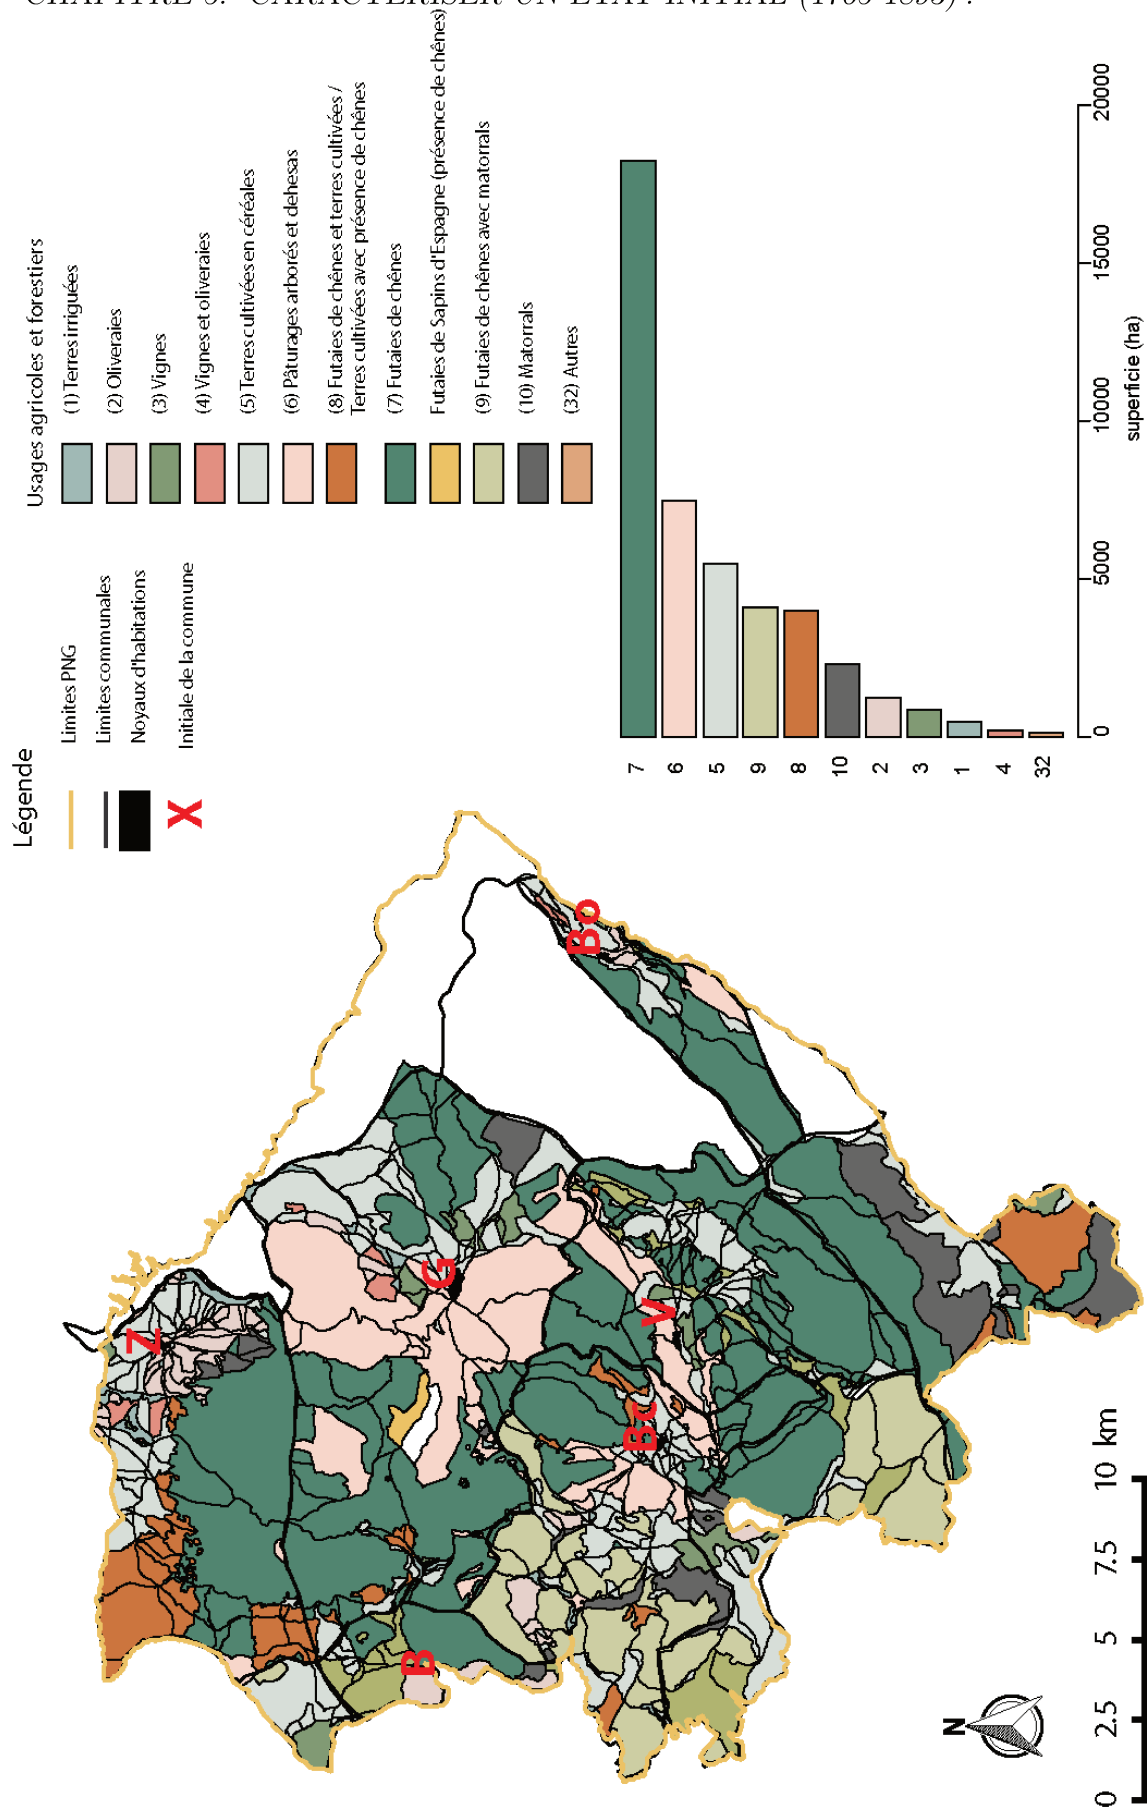 CHAPITRE 3. CARACTÉRISER UN ÉTAT INITIAL (1753-1895) ?
Légende
Limites PNG
Limites communales
Noyaux d'habitations
X
Initiale de la commune
Usages agricoles et forestiers
(1) Terres irriguées
(2) Oliveraies
(3) Vignes
(4) Vignes et oliveraies
(5) Terres cultivées en céréales
(6) Pâturages arborés et dehesas
(8) Futaies de chênes et terres cultivées /
Terres cultivées avec présence de chênes
(7) Futaies de chênes
Futaies de Sapins d'Espagne (présence de chênes)
(9) Futaies de chênes avec matorrals
(10) Matorrals
(32) Autres
7
6
5
9
8
10
2
3
1
4
32
0
5000
10000
15000
20000
superficie (ha)
Z
G
Bo
B
Bc
V
N
0
2.5
5
7.5
10 km